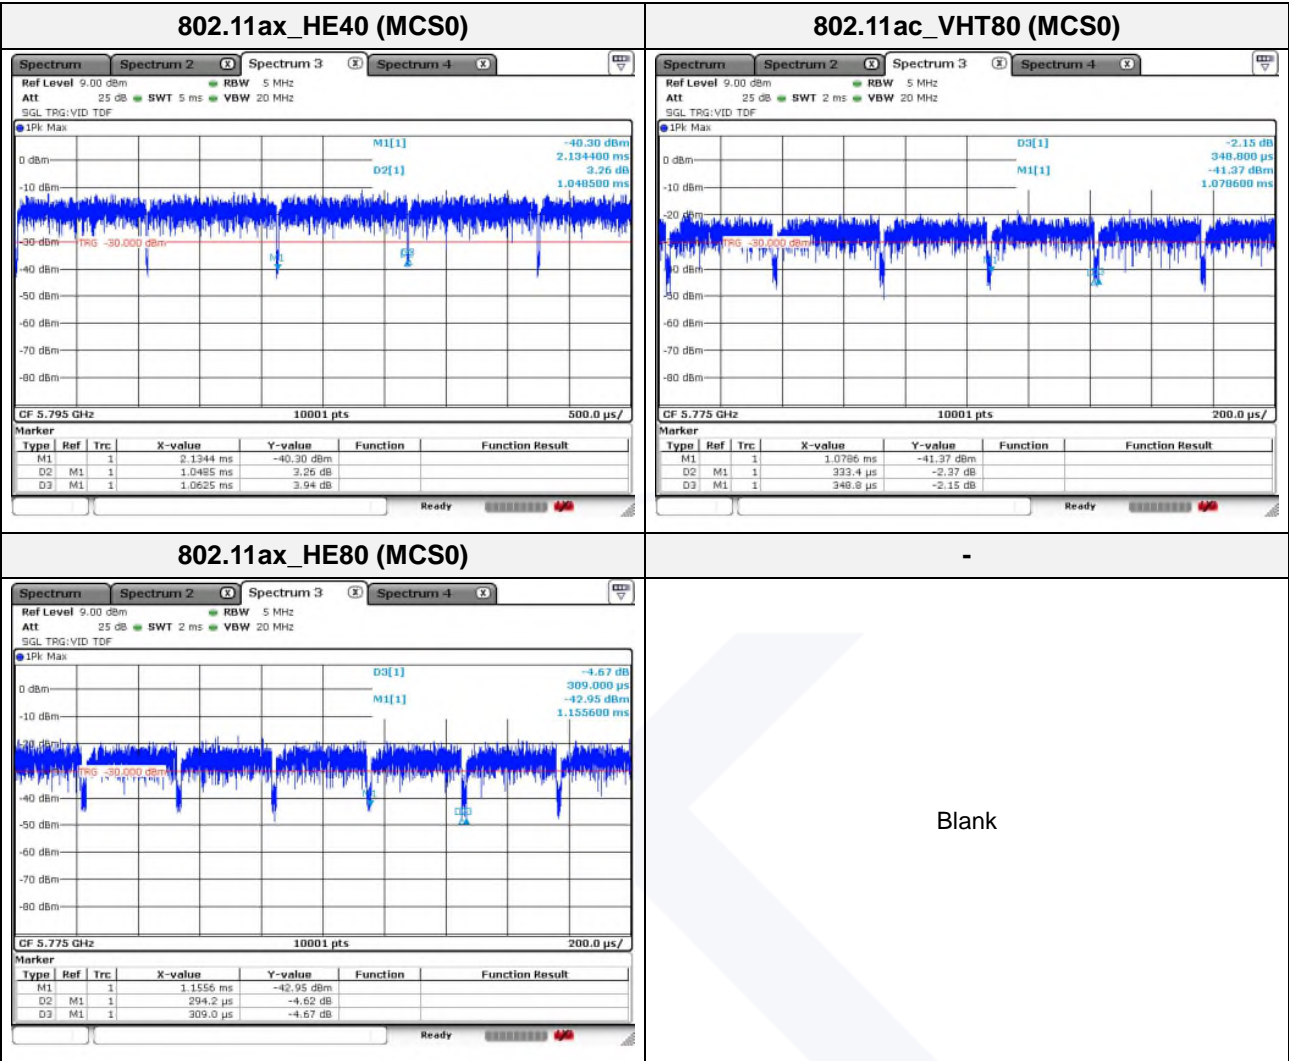 802.11ax_HE40 (MCS0)
802.11ac_VHT80 (MCS0)
Spectrum Spectrum 2 Spectrum 3 Spectrum 4
Ref Level 9.00 dBm RBW 5 MHz
Att 25 dB SWT 5 ms VBW 20 MHz
SGL TRG:VID TDF
1Pk Max
M1[1] -40.30 dBm
2.134400 ms
D2[1] 3.26 dB
1.048500 ms
0 dBm
-10 dBm
-30 dBm
TRG -30.000 dBm
M1
-40 dBm
-50 dBm
-60 dBm
-70 dBm
-80 dBm
CF 5.795 GHz 10001 pts 500.0 µs/
Marker
Type Ref Trc X-value Y-value Function Function Result
M1 1 2.1344 ms -40.30 dBm
D2 M1 1 1.0485 ms 3.26 dB
D3 M1 1 1.0625 ms 3.94 dB
Ready
Spectrum Spectrum 2 Spectrum 3 Spectrum 4
Ref Level 9.00 dBm RBW 5 MHz
Att 25 dB SWT 2 ms VBW 20 MHz
SGL TRG:VID TDF
1Pk Max
D3[1] -2.15 dB
348.800 µs
M1[1] -41.37 dBm
1.078600 ms
0 dBm
-10 dBm
-20 dBm
TRG -30.000 dBm
-50 dBm
-60 dBm
-70 dBm
-80 dBm
CF 5.775 GHz 10001 pts 200.0 µs/
Marker
Type Ref Trc X-value Y-value Function Function Result
M1 1 1.0786 ms -41.37 dBm
D2 M1 1 333.4 µs -2.37 dB
D3 M1 1 348.8 µs -2.15 dB
Ready
802.11ax_HE80 (MCS0)
-
Spectrum Spectrum 2 Spectrum 3 Spectrum 4
Ref Level 9.00 dBm RBW 5 MHz
Att 25 dB SWT 2 ms VBW 20 MHz
SGL TRG:VID TDF
1Pk Max
D3[1] -4.67 dB
309.000 µs
M1[1] -42.95 dBm
1.155600 ms
0 dBm
-10 dBm
TRG -30.000 dBm
-40 dBm
-50 dBm
-60 dBm
-70 dBm
-80 dBm
CF 5.775 GHz 10001 pts 200.0 µs/
Marker
Type Ref Trc X-value Y-value Function Function Result
M1 1 1.1556 ms -42.95 dBm
D2 M1 1 294.2 µs -4.62 dB
D3 M1 1 309.0 µs -4.67 dB
Ready
Blank